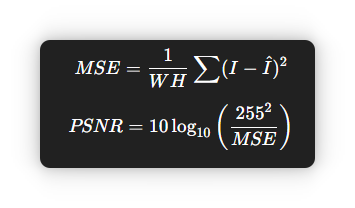 MSE = \frac{1}{WH} \sum (I - \hat{I})^2
PSNR = 10 \log_{10} \left( \frac{255^2}{MSE} \right)